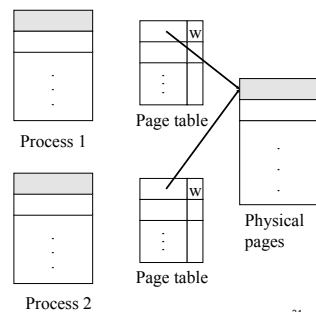 w
Process 1
Page table
w
Physical
pages
Page table
Process 2